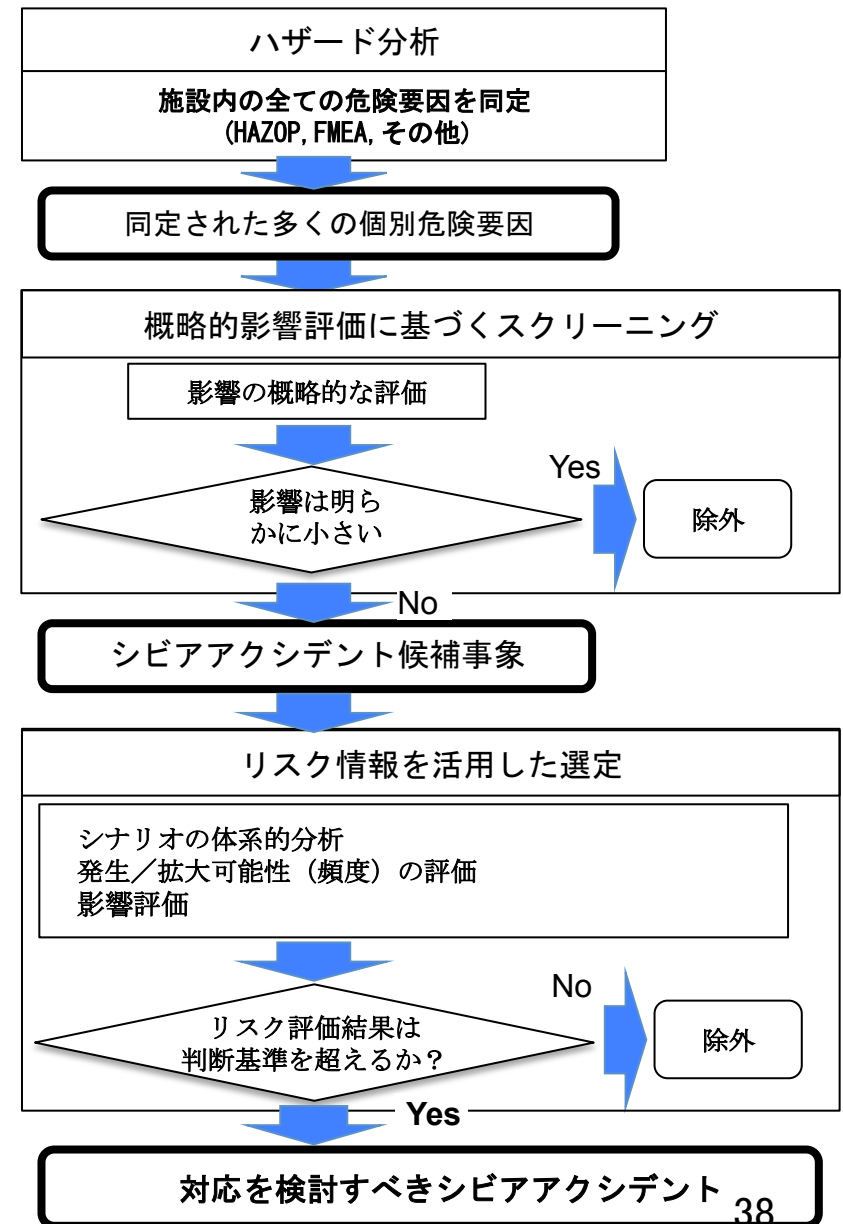 ハザード分析
施設内の全ての危険要因を同定
(HAZOP, FMEA, その他)
同定された多くの個別危険要因
概略的影響評価に基づくスクリーニング
影響の概略的な評価
影響は明ら
かに小さい
Yes
除外
No
シビアアクシデント候補事象
リスク情報を活用した選定
シナリオの体系的分析
発生／拡大可能性（頻度）の評価
影響評価
リスク評価結果は
判断基準を超えるか？
No
除外
Yes
対応を検討すべきシビアアクシデント
38